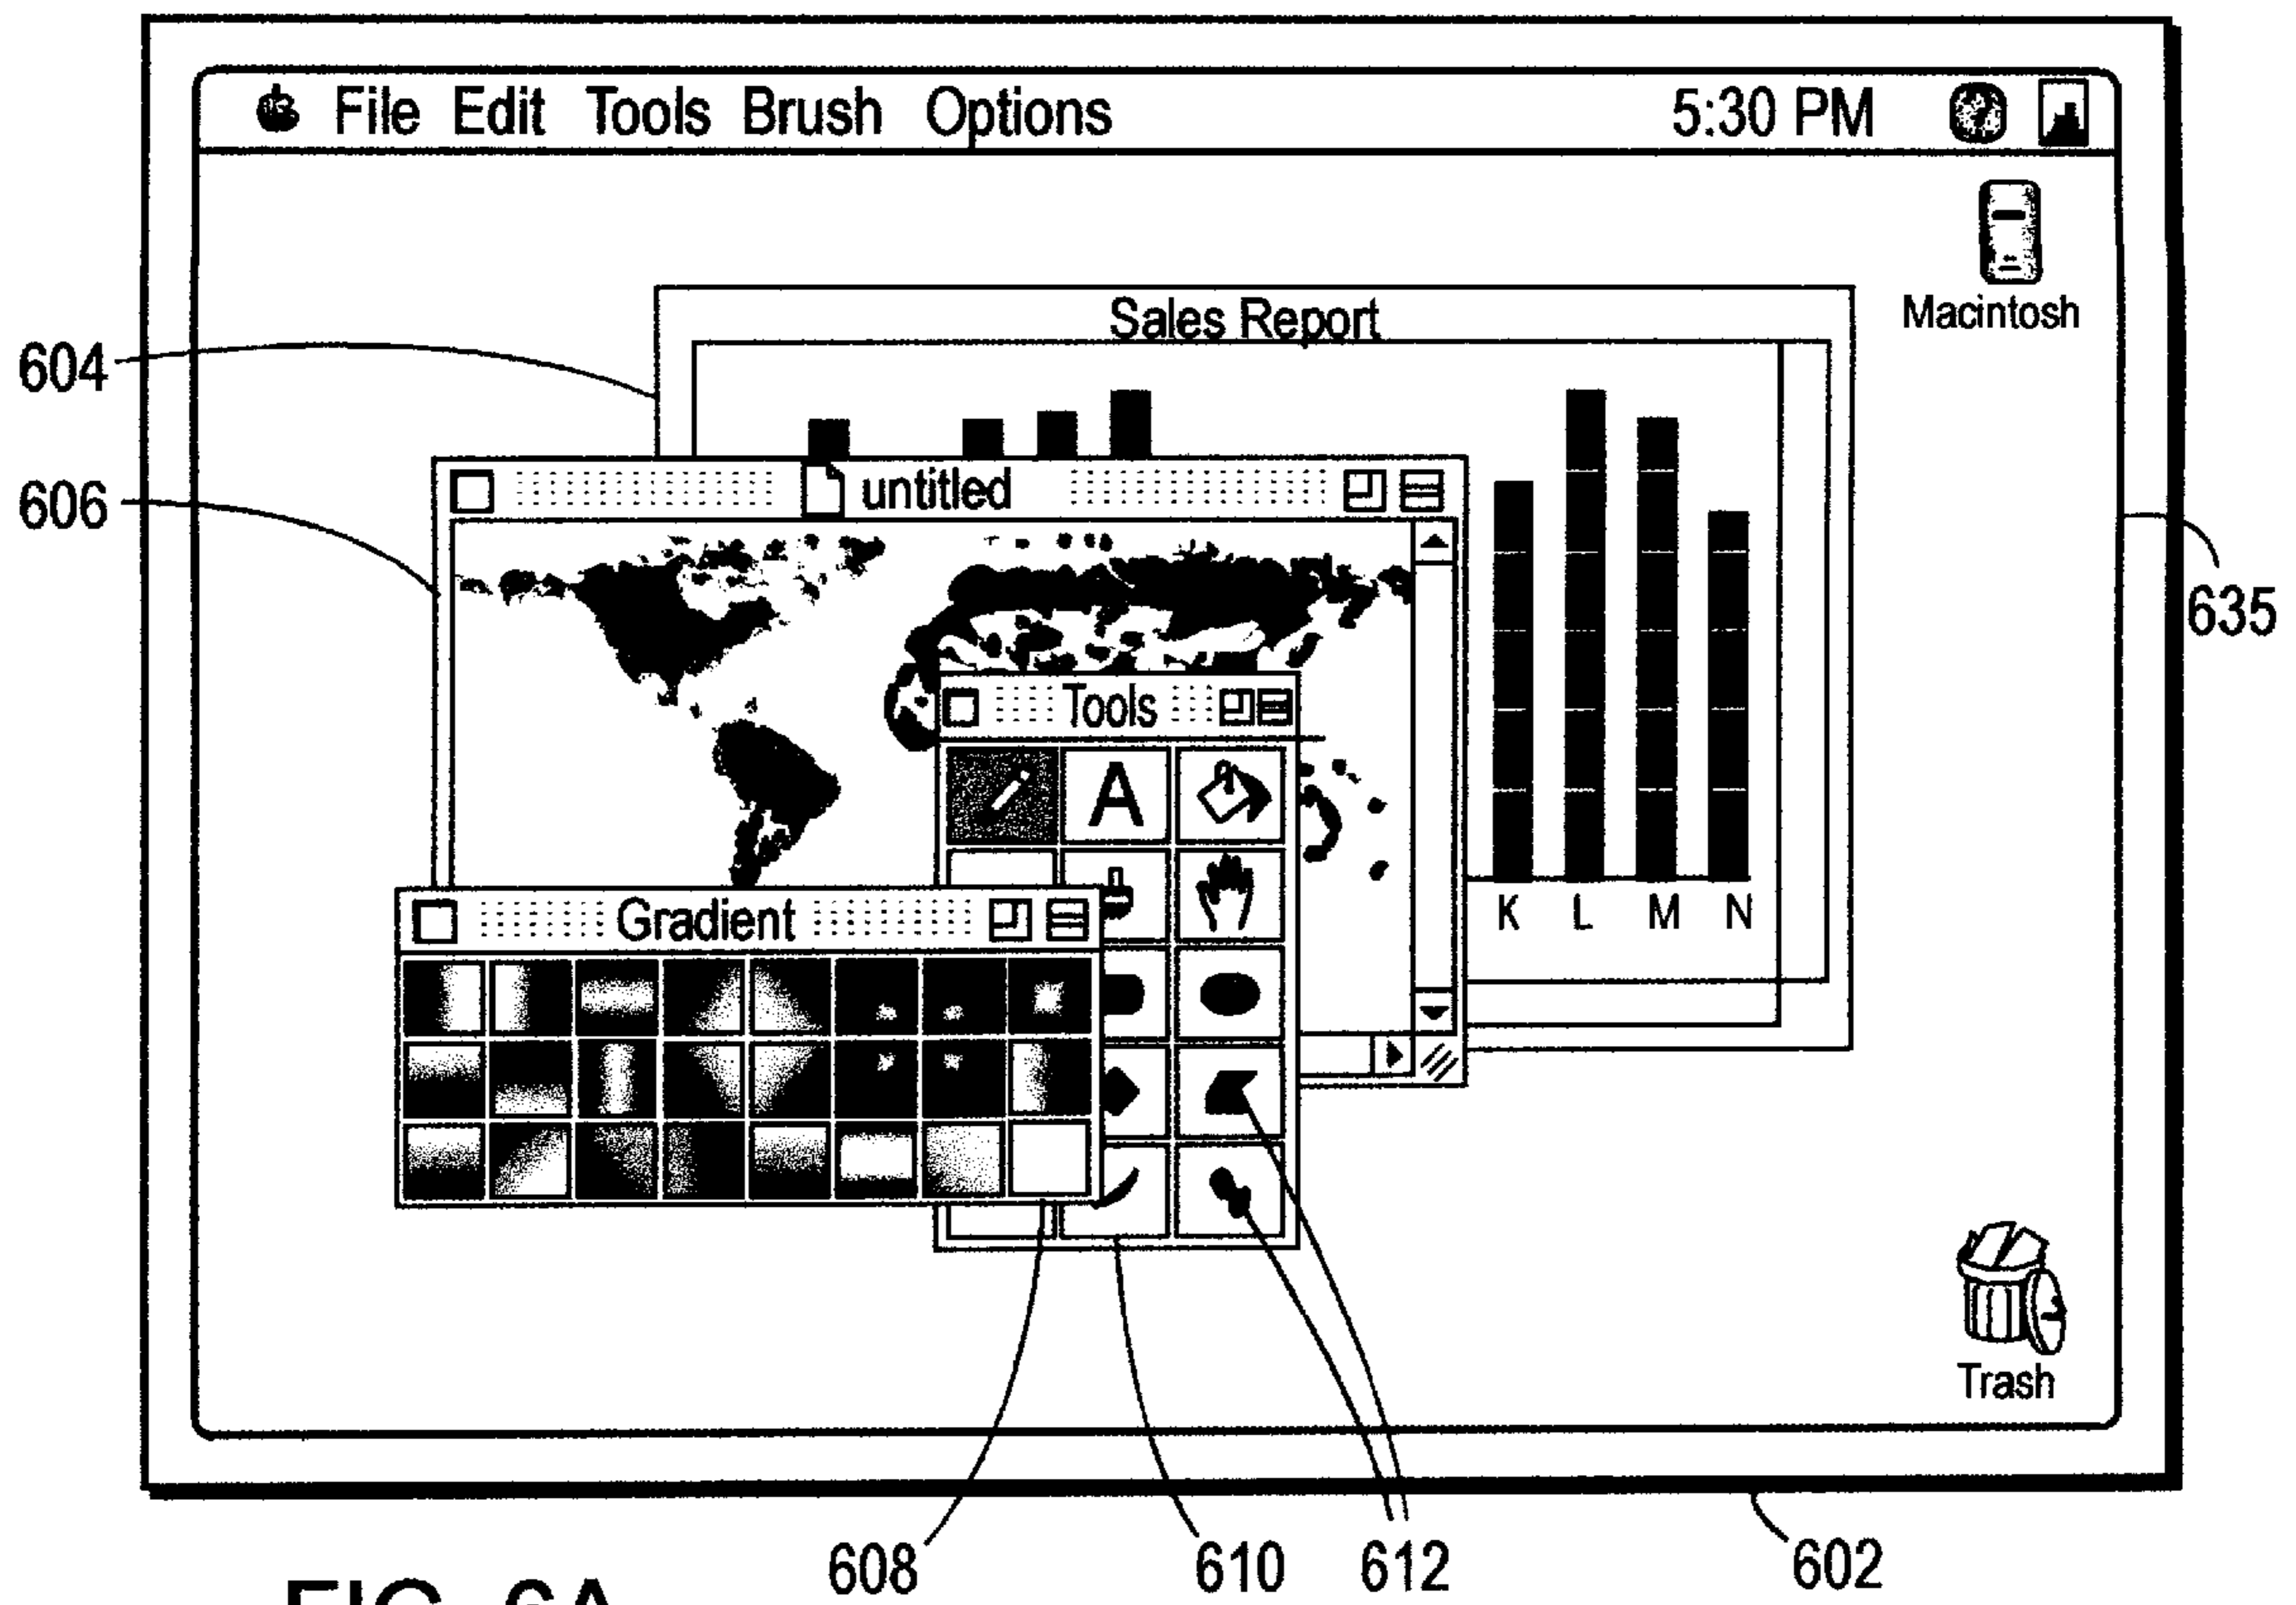 File Edit Tools Brush Options 5:30 PM
Macintosh
Sales Report
604
untitled
606
635
Tools
A
Gradient
K L M N
Trash
608 610 612 602
FIG. 6A